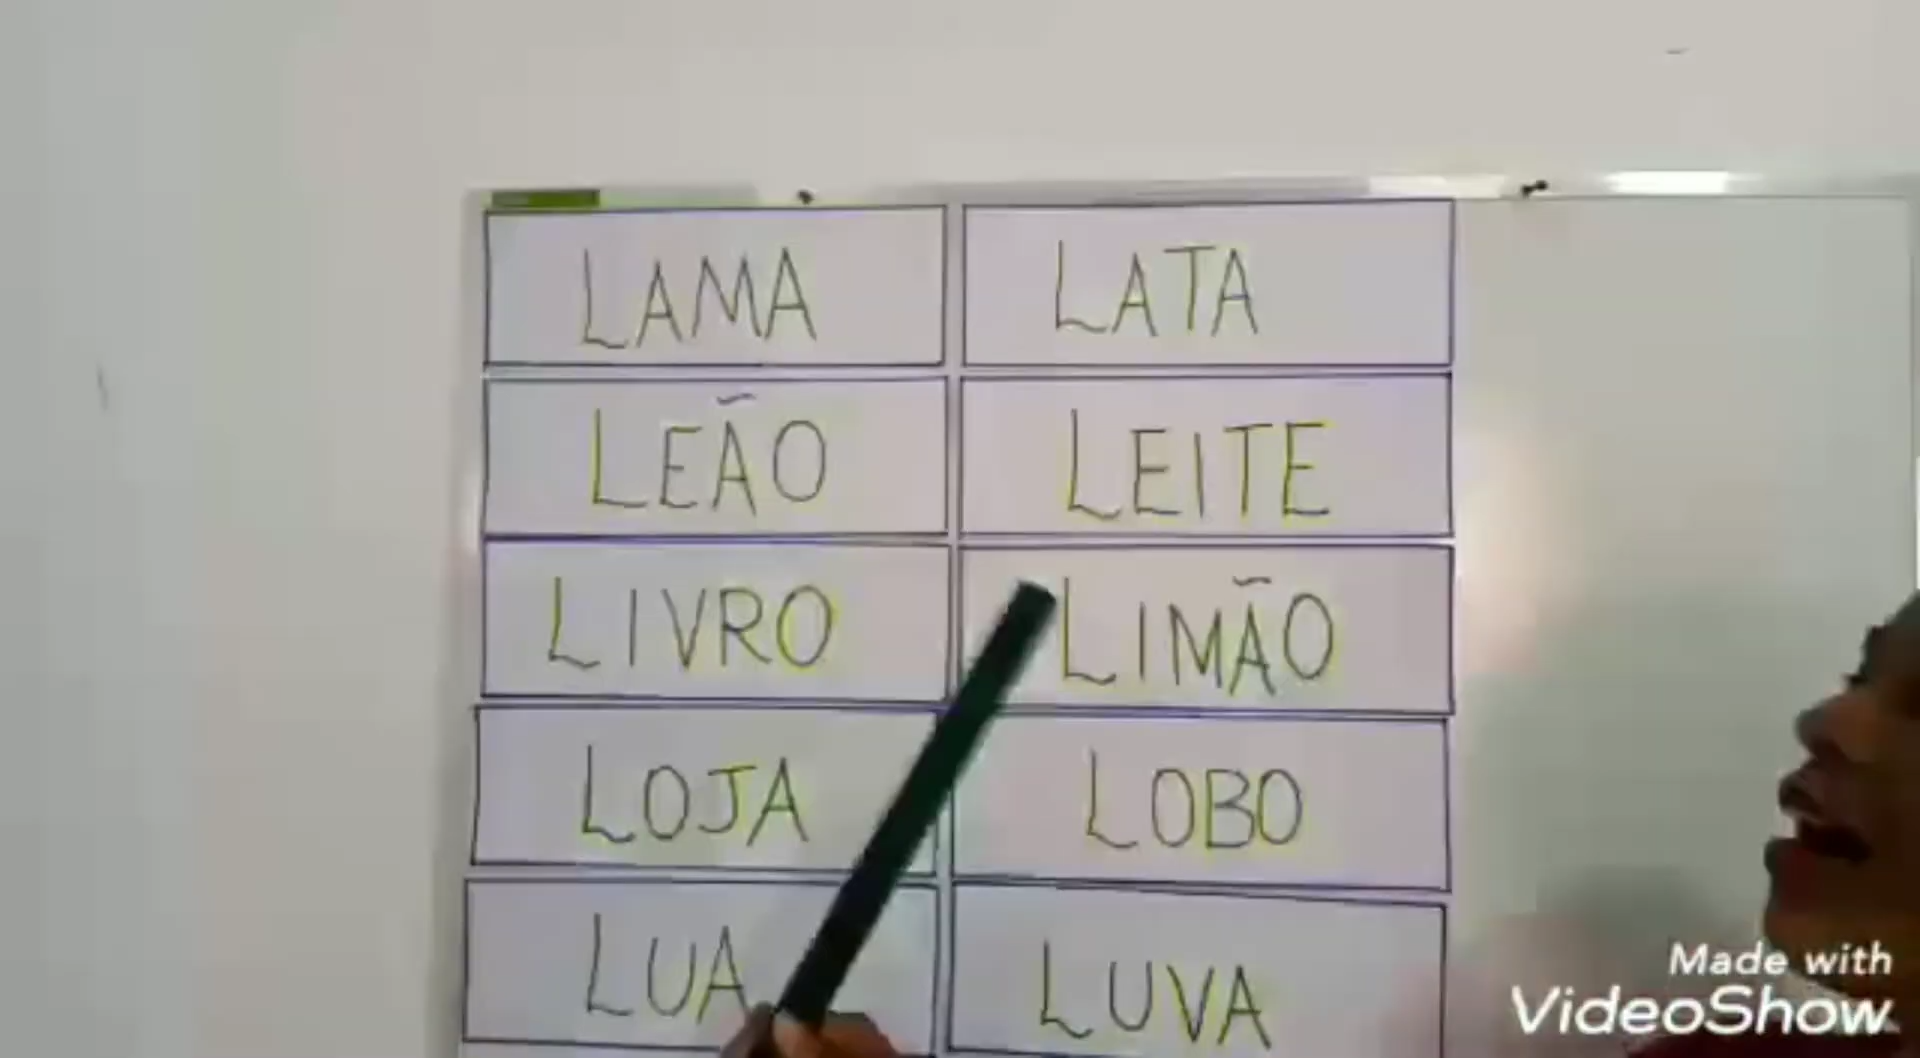 LAMA LATA
LEÃO LEITE
LIVRO LIMÃO
LOJA LOBO
LUA LUVA
Made with
VideoShow